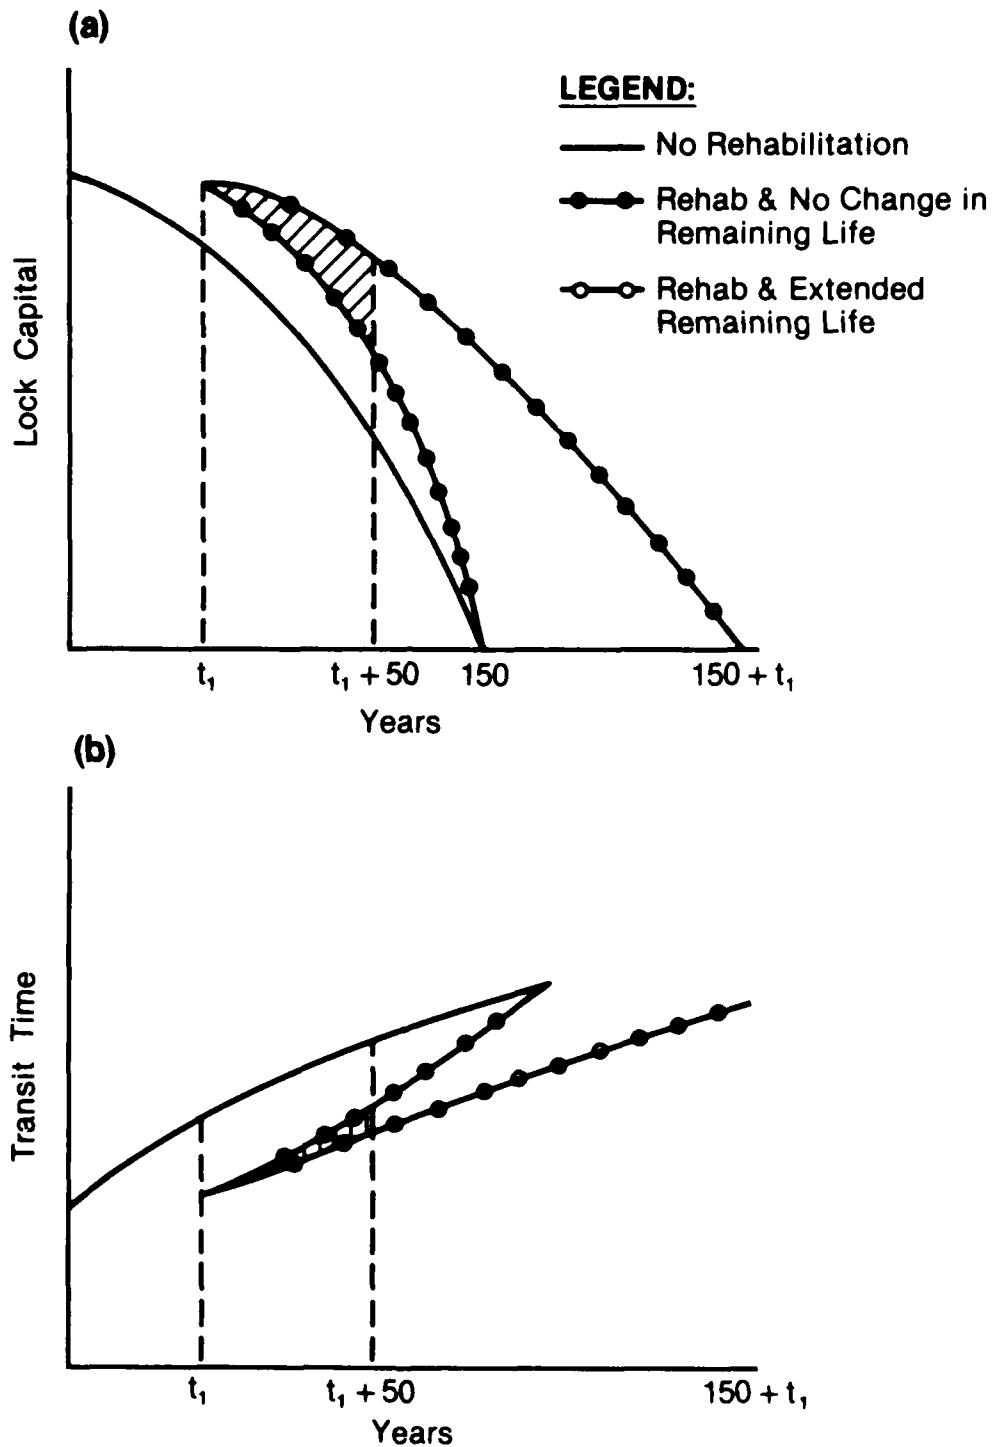 (a)
LEGEND:
No Rehabilitation
Rehab & No Change in
Remaining Life
Rehab & Extended
Remaining Life
Lock Capital
t₁
t₁ + 50
150
150 + t₁
Years
(b)
Transit Time
t₁
t₁ + 50
150 + t₁
Years